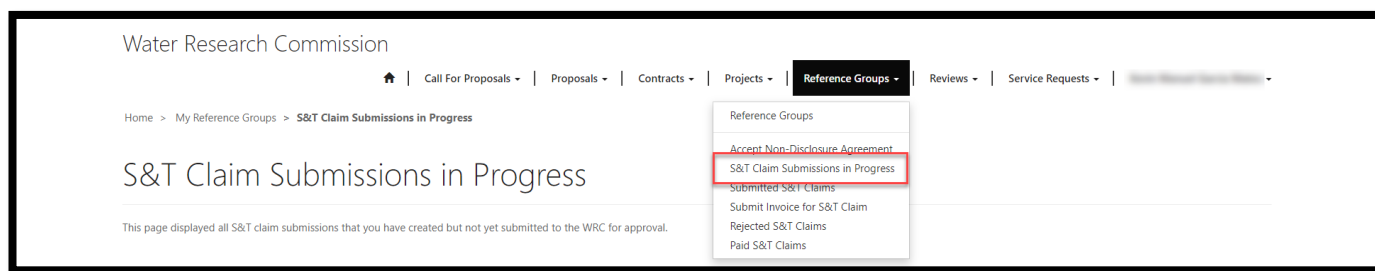 Water Research Commission
Call For Proposals Proposals Contracts Projects Reference Groups Reviews Service Requests
Home > My Reference Groups > S&T Claim Submissions in Progress
Reference Groups
Accept Non-Disclosure Agreement
S&T Claim Submissions in Progress
S&T Claim Submissions in Progress
Submitted S&T Claims
Submit Invoice for S&T Claim
This page displayed all S&T claim submissions that you have created but not yet submitted to the WRC for approval.
Rejected S&T Claims
Paid S&T Claims